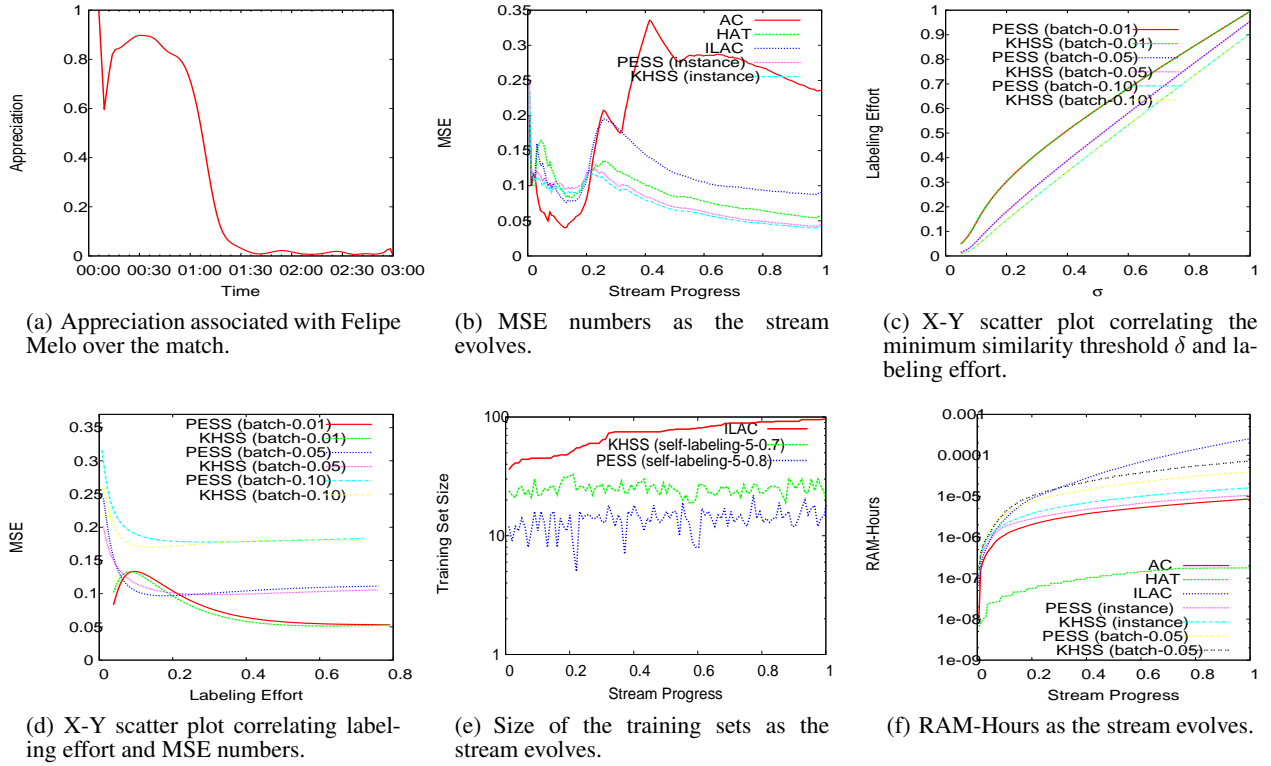 1
0.8
0.6
0.4
0.2
0
Appreciation
00:00 00:30 01:00 01:30 02:00 02:30 03:00
Time
(a) Appreciation associated with Felipe
Melo over the match.
0.35
0.3
0.25
0.2
0.15
0.1
0.05
0
MSE
AC
HAT
ILAC
PESS (instance)
KHSS (instance)
0 0.2 0.4 0.6 0.8 1
Stream Progress
(b) MSE numbers as the stream
evolves.
1
0.9
0.8
0.7
0.6
0.5
0.4
0.3
0.2
0.1
0
Labeling Effort
PESS (batch-0.01)
KHSS (batch-0.01)
PESS (batch-0.05)
KHSS (batch-0.05)
PESS (batch-0.10)
KHSS (batch-0.10)
0 0.2 0.4 0.6 0.8 1
σ
(c) X-Y scatter plot correlating the
minimum similarity threshold δ and la-
beling effort.
0.35
0.3
0.25
0.2
0.15
0.1
0.05
0
MSE
PESS (batch-0.01)
KHSS (batch-0.01)
PESS (batch-0.05)
KHSS (batch-0.05)
PESS (batch-0.10)
KHSS (batch-0.10)
0 0.2 0.4 0.6 0.8
Labeling Effort
(d) X-Y scatter plot correlating label-
ing effort and MSE numbers.
100
10
1
Training Set Size
ILAC
KHSS (self-labeling-5-0.7)
PESS (self-labeling-5-0.8)
0 0.2 0.4 0.6 0.8 1
Stream Progress
(e) Size of the training sets as the
stream evolves.
0.001
0.0001
1e-05
1e-06
1e-07
1e-08
1e-09
RAM-Hours
AC
HAT
ILAC
PESS (instance)
KHSS (instance)
PESS (batch-0.05)
KHSS (batch-0.05)
0 0.2 0.4 0.6 0.8 1
Stream Progress
(f) RAM-Hours as the stream evolves.